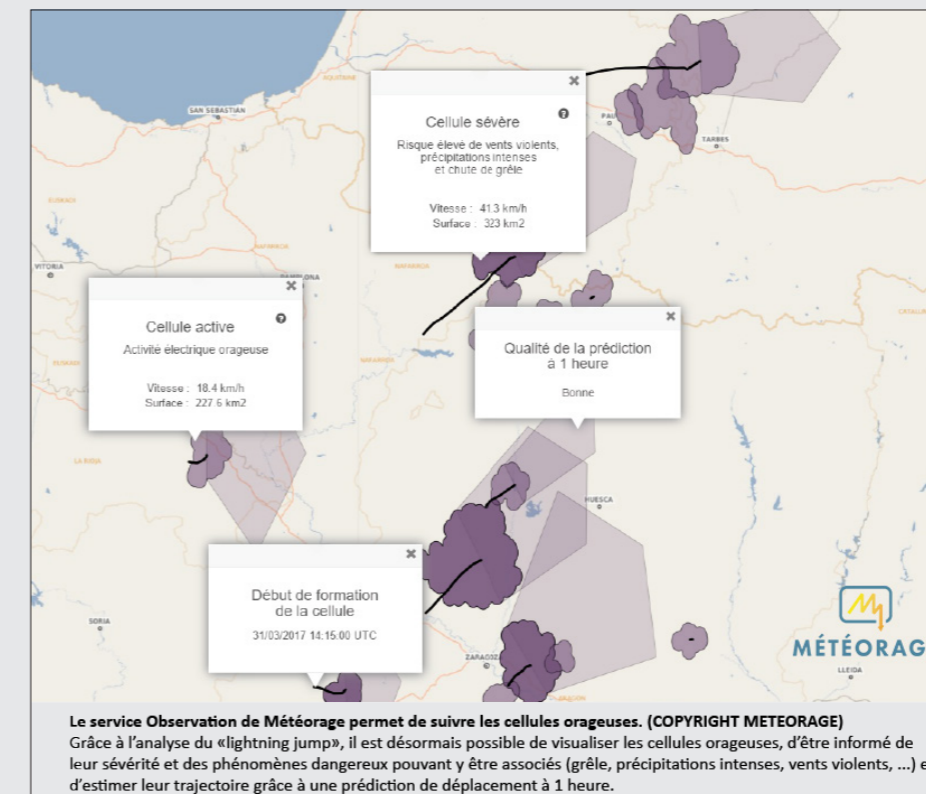 AQUITAINE
SAN SEBASTIAN
PAU
TARBES
Cellule sévère
Risque élevé de vents violents,
précipitations intenses
et chute de grêle
Vitesse : 41.3 km/h
Surface : 323 km2
EUSKADI
NAFARROA
NAVARRA
VITORIA
Cellule active
Activité électrique orageuse
Vitesse : 18.4 km/h
Surface : 227.6 km2
Qualité de la prédiction
à 1 heure
Bonne
LA RIOJA
HUESCA
Début de formation
de la cellule
31/03/2017 14:15:00 UTC
SORIA
MÉTÉORAG
LLEIDA
Le service Observation de Météorage permet de suivre les cellules orageuses. (COPYRIGHT METEORAGE)
Grâce à l’analyse du «lightning jump», il est désormais possible de visualiser les cellules orageuses, d’être informé de
leur sévérité et des phénomènes dangereux pouvant y être associés (grêle, précipitations intenses, vents violents, ...) e
d’estimer leur trajectoire grâce à une prédiction de déplacement à 1 heure.